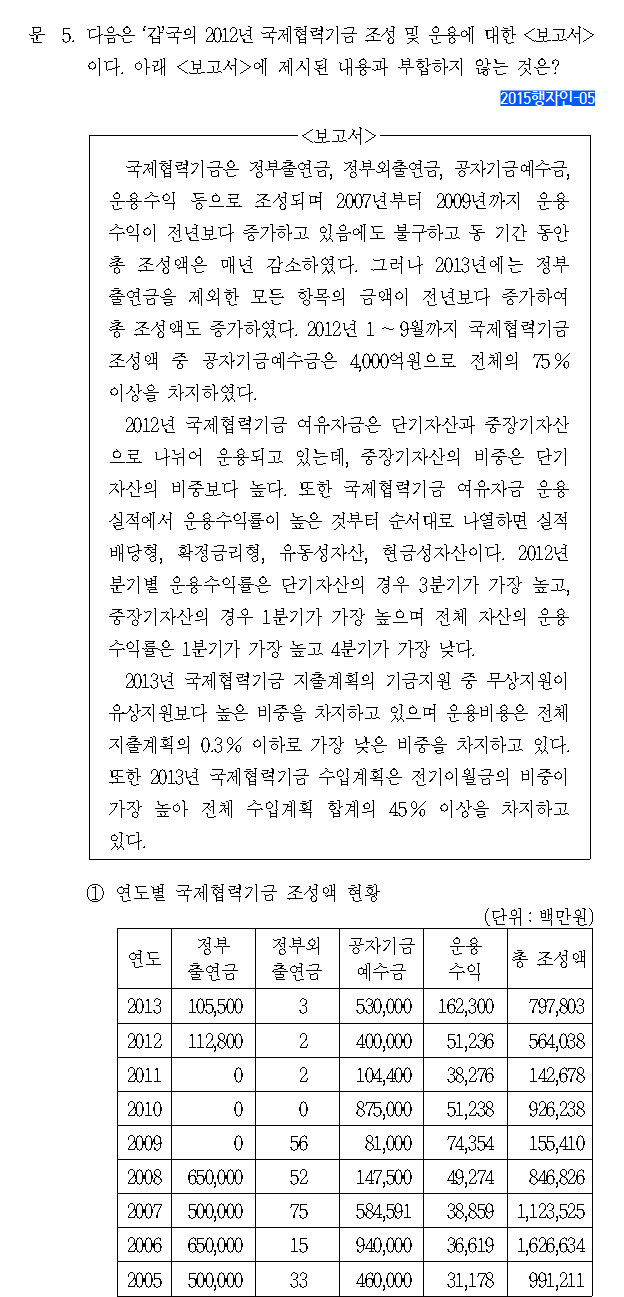 문 5. 다음은 ‘갑’국의 2012년 국제협력기금 조성 및 운용에 대한 <보고서>
이다. 아래 <보고서>에 제시된 내용과 부합하지 않는 것은?
2015행자인-05
<보고서>
국제협력기금은 정부출연금, 정부외출연금, 공자기금예수금,
운용수익 등으로 조성되며 2007년부터 2009년까지 운용
수익이 전년보다 증가하고 있음에도 불구하고 동 기간 동안
총 조성액은 매년 감소하였다. 그러나 2013년에는 정부
출연금을 제외한 모든 항목의 금액이 전년보다 증가하여
총 조성액도 증가하였다. 2012년 1 ~ 9월까지 국제협력기금
조성액 중 공자기금예수금은 4,000억원으로 전체의 75 %
이상을 차지하였다.
2012년 국제협력기금 여유자금은 단기자산과 중장기자산
으로 나뉘어 운용되고 있는데, 중장기자산의 비중은 단기
자산의 비중보다 높다. 또한 국제협력기금 여유자금 운용
실적에서 운용수익률이 높은 것부터 순서대로 나열하면 실적
배당형, 확정금리형, 유동성자산, 현금성자산이다. 2012년
분기별 운용수익률은 단기자산의 경우 3분기가 가장 높고,
중장기자산의 경우 1분기가 가장 높으며 전체 자산의 운용
수익률은 1분기가 가장 높고 4분기가 가장 낮다.
2013년 국제협력기금 지출계획의 기금지원 중 무상지원이
유상지원보다 높은 비중을 차지하고 있으며 운용비용은 전체
지출계획의 0.3 % 이하로 가장 낮은 비중을 차지하고 있다.
또한 2013년 국제협력기금 수입계획은 전기이월금의 비중이
가장 높아 전체 수입계획 합계의 45 % 이상을 차지하고
있다.
① 연도별 국제협력기금 조성액 현황
(단위 : 백만원)
연도 정부출연금 정부외출연금 공자기금예수금 운용수익 총 조성액
2013 105,500 3 530,000 162,300 797,803
2012 112,800 2 400,000 51,236 564,038
2011 0 2 104,400 38,276 142,678
2010 0 0 875,000 51,238 926,238
2009 0 56 81,000 74,354 155,410
2008 650,000 52 147,500 49,274 846,826
2007 500,000 75 584,591 38,859 1,123,525
2006 650,000 15 940,000 36,619 1,626,634
2005 500,000 33 460,000 31,178 991,211